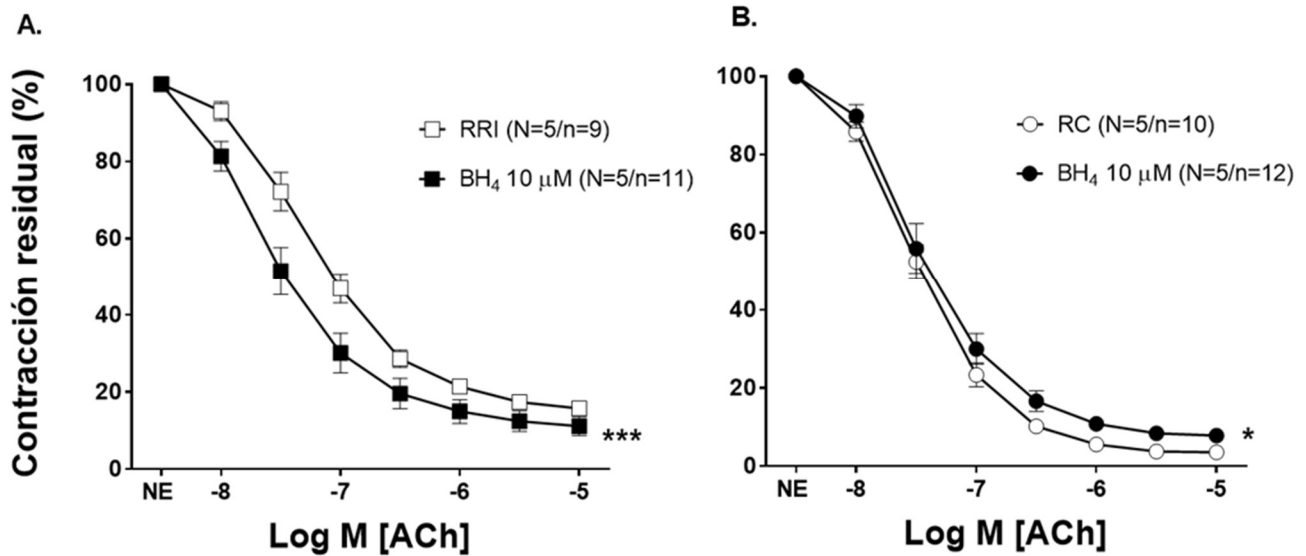 A.
Contracción residual (%)
100
80
60
40
20
0
RRI (N=5/n=9)
BH₄ 10 μM (N=5/n=11)
***
NE -8 -7 -6 -5
Log M [ACh]
B.
100
80
60
40
20
0
RC (N=5/n=10)
BH₄ 10 μM (N=5/n=12)
*
NE -8 -7 -6 -5
Log M [ACh]